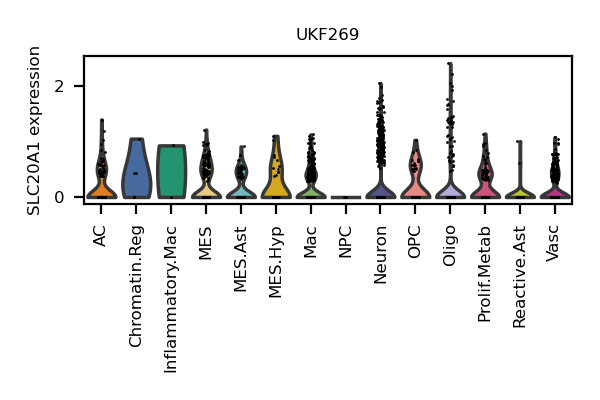 UKF269
SLC20A1 expression
2
0
AC
Chromatin.Reg
Inflammatory.Mac
MES
MES.Ast
MES.Hyp
Mac
NPC
Neuron
OPC
Oligo
Prolif.Metab
Reactive.Ast
Vasc